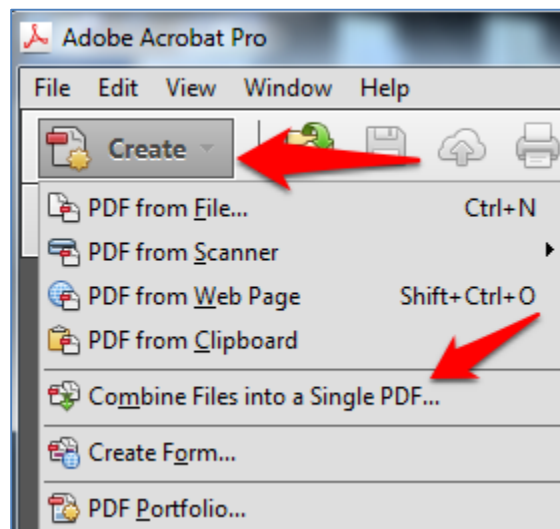 Adobe Acrobat Pro
File Edit View Window Help
Create
PDF from File... Ctrl+N
PDF from Scanner
PDF from Web Page Shift+Ctrl+O
PDF from Clipboard
Combine Files into a Single PDF...
Create Form...
PDF Portfolio...